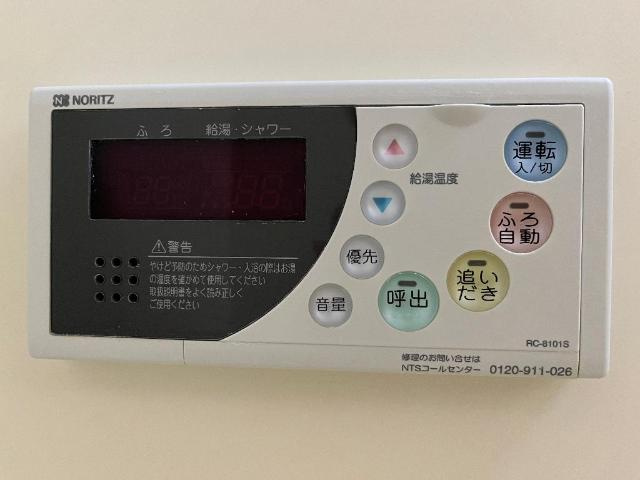 NORITZ
ふろ 給湯・シャワー
給湯温度
運転
入/切
ふろ
自動
警告
やけど予防のためシャワー・入浴の際はお湯
の温度を確かめて使用してください
取扱説明書をよく読み正しく
ご使用ください
優先
追い
だき
音量
呼出
RC-8101S
修理のお問い合せは
NTSコールセンター 0120-911-026